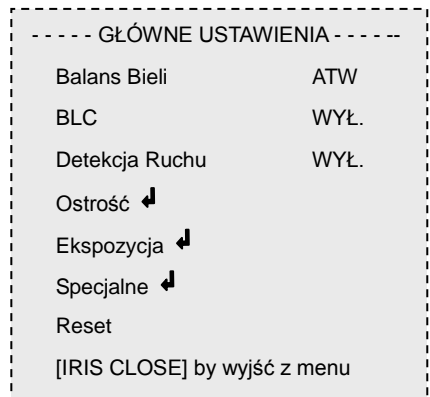 - - - - - GŁÓWNE USTAWIENIA - - - - --
Balans Bieli ATW
BLC WYŁ.
Detekcja Ruchu WYŁ.
Ostrość ↲
Ekspozycja ↲
Specjalne ↲
Reset
[IRIS CLOSE] by wyjść z menu